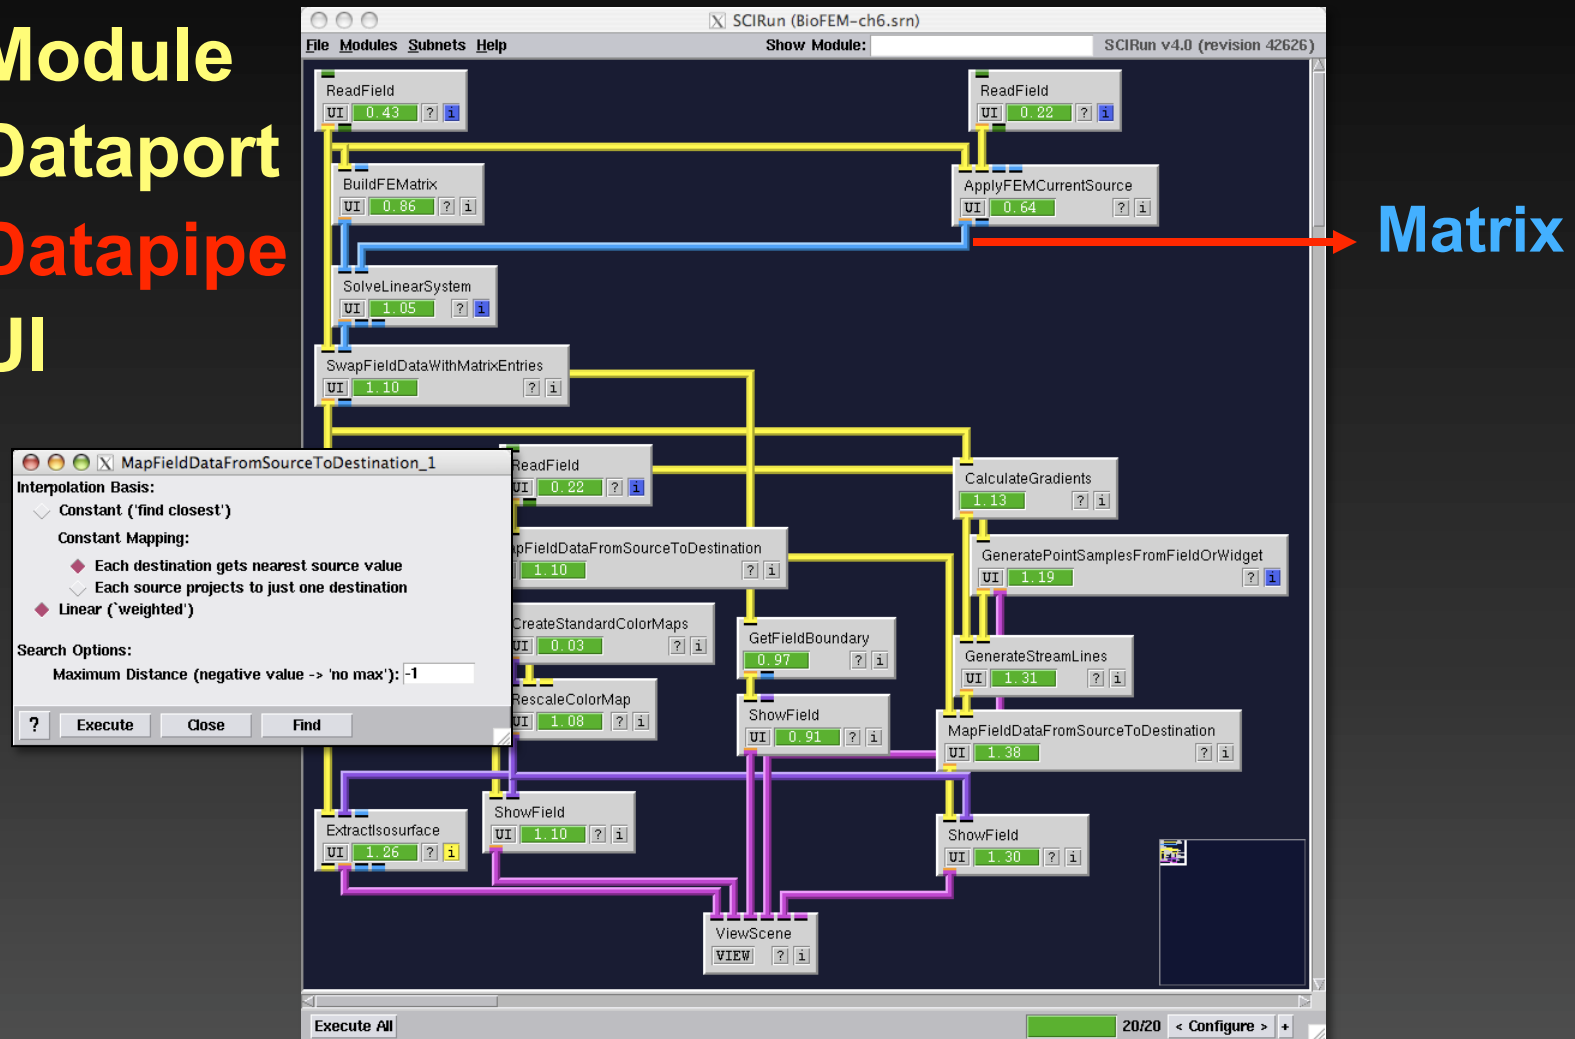 Module
Dataport
Datapipe
UI
Matrix
SCIRun (BioFEM-ch6.srn)
File Modules Subnets Help
Show Module:
SCIRun v4.0 (revision 42626)
ReadField
UI 0.43 ? i
ReadField
UI 0.22 ? i
BuildFEMatrix
UI 0.86 ? i
ApplyFEMCurrentSource
UI 0.64 ? i
SolveLinearSystem
UI 1.05 ? i
SwapFieldDataWithMatrixEntries
UI 1.10 ? i
MapFieldDataFromSourceToDestination_1
Interpolation Basis:
Constant ('find closest')
Constant Mapping:
Each destination gets nearest source value
Each source projects to just one destination
Linear (`weighted')
Search Options:
Maximum Distance (negative value -> 'no max'): -1
? Execute Close Find
ReadField
UI 0.22 ? i
CalculateGradients
1.13 ? i
pFieldDataFromSourceToDestination
1.10 ? i
GeneratePointSamplesFromFieldOrWidget
UI 1.19 ? i
CreateStandardColorMaps
UI 0.03 ? i
GetFieldBoundary
0.97 ? i
GenerateStreamLines
UI 1.31 ? i
RescaleColorMap
UI 1.08 ? i
ShowField
UI 0.91 ? i
MapFieldDataFromSourceToDestination
UI 1.38 ? i
ExtractIsosurface
UI 1.26 ? i
ShowField
UI 1.10 ? i
ShowField
UI 1.30 ? i
ViewScene
VIEW ? i
Execute All
20/20 < Configure > +